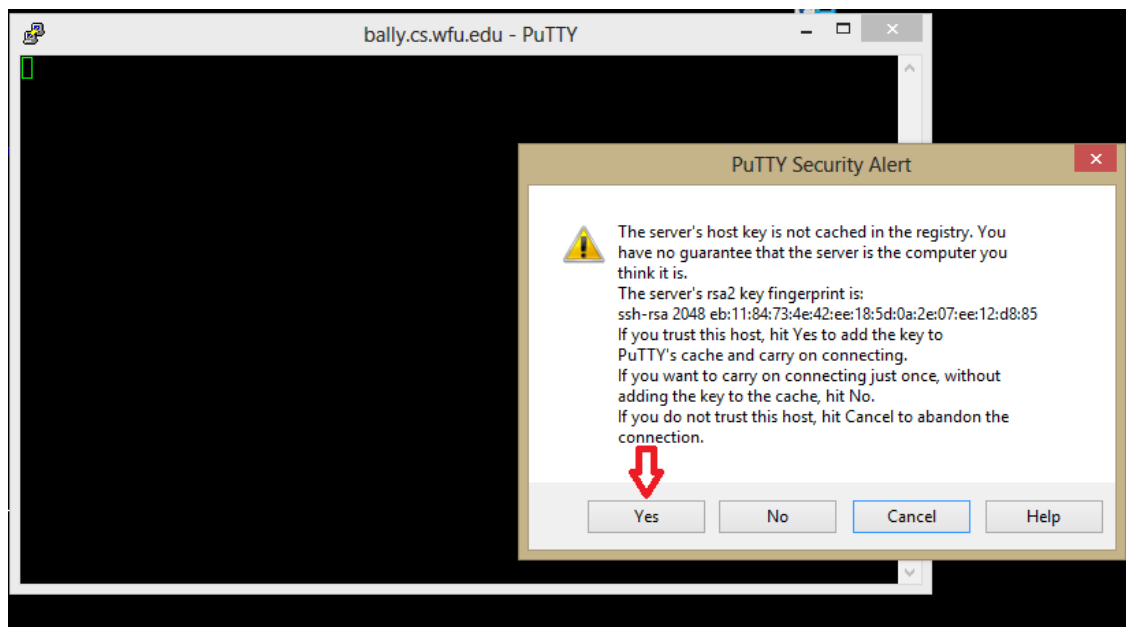 bally.cs.wfu.edu - PuTTY
PuTTY Security Alert
The server's host key is not cached in the registry. You
have no guarantee that the server is the computer you
think it is.
The server's rsa2 key fingerprint is:
ssh-rsa 2048 eb:11:84:73:4e:42:ee:18:5d:0a:2e:07:ee:12:d8:85
If you trust this host, hit Yes to add the key to
PuTTY's cache and carry on connecting.
If you want to carry on connecting just once, without
adding the key to the cache, hit No.
If you do not trust this host, hit Cancel to abandon the
connection.
Yes No Cancel Help